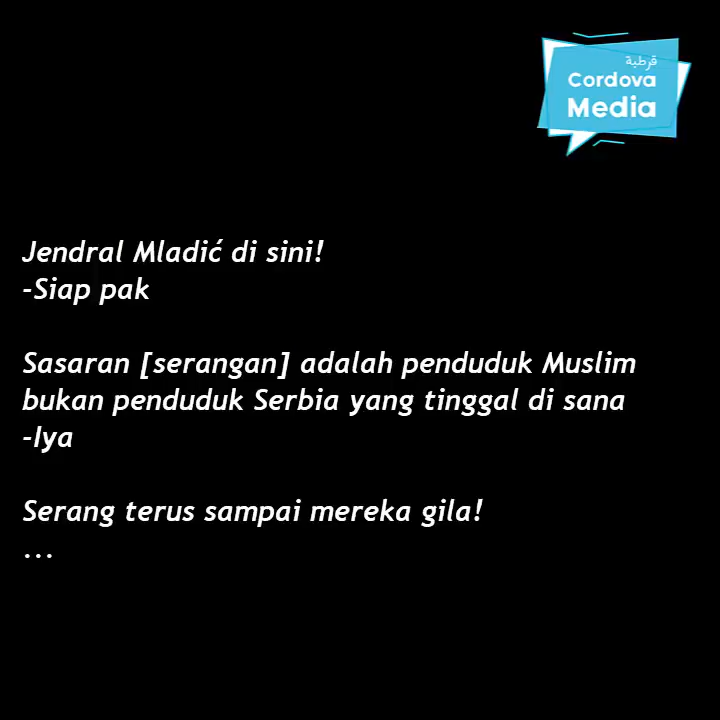 قرطبة
Cordova
Media
Jendral Mladić di sini!
-Siap pak
Sasaran [serangan] adalah penduduk Muslim
bukan penduduk Serbia yang tinggal di sana
-Iya
Serang terus sampai mereka gila!
...